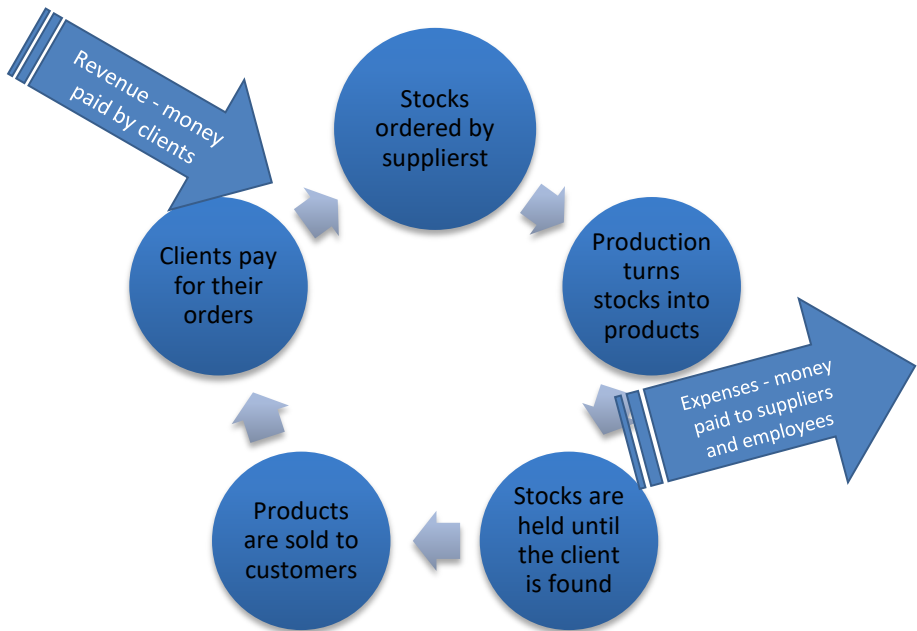 Revenue - money
paid by clients
Stocks
ordered by
supplierst
Production
turns
stocks into
products
Expenses - money
paid to suppliers
and employees
Stocks are
held until
the client
is found
Products
are sold to
customers
Clients pay
for their
orders